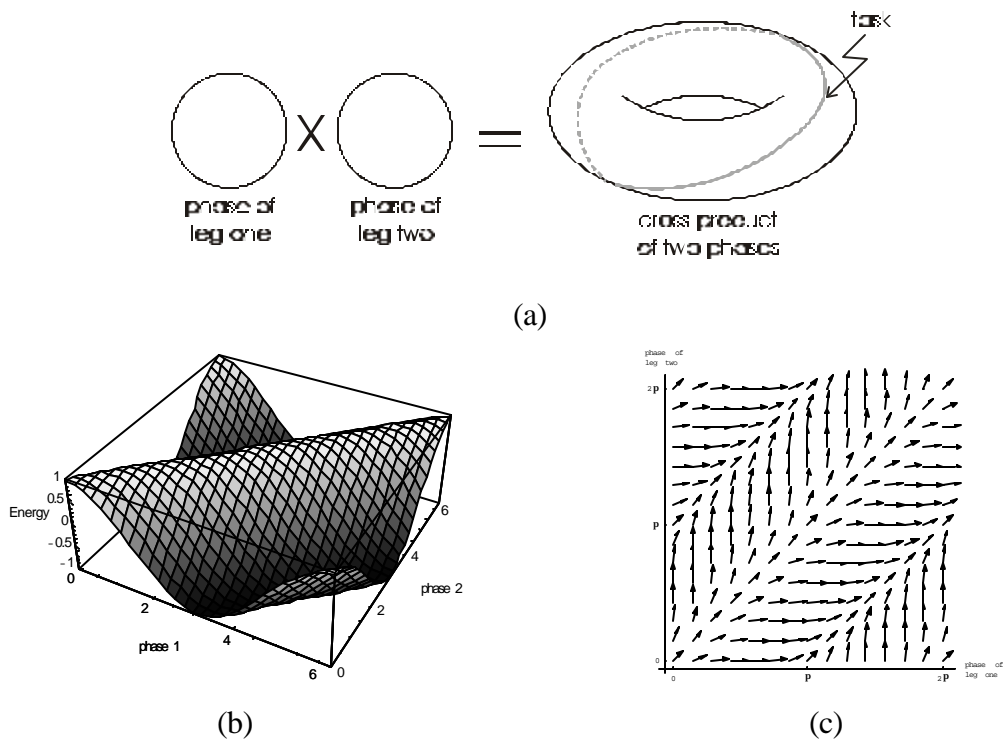 task
X
=
phase of
leg one
phase of
leg two
cross product
of two phases
(a)
1
0.5
Energy
0
-0.5
-1
0
2
phase 1
4
6
0
2
phase 2
4
6
phase of
leg two
2p
p
0
0
p
2p
phase of
leg one
(b)
(c)